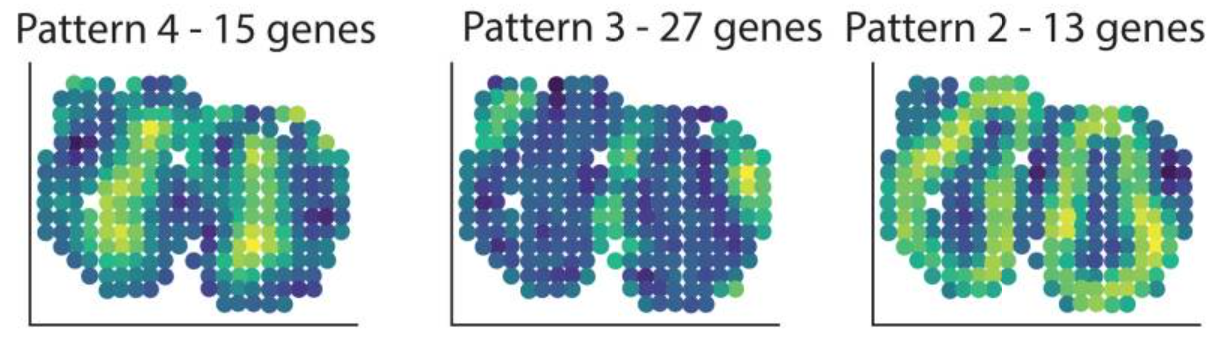 Pattern 4 - 15 genes
Pattern 3 - 27 genes
Pattern 2 - 13 genes